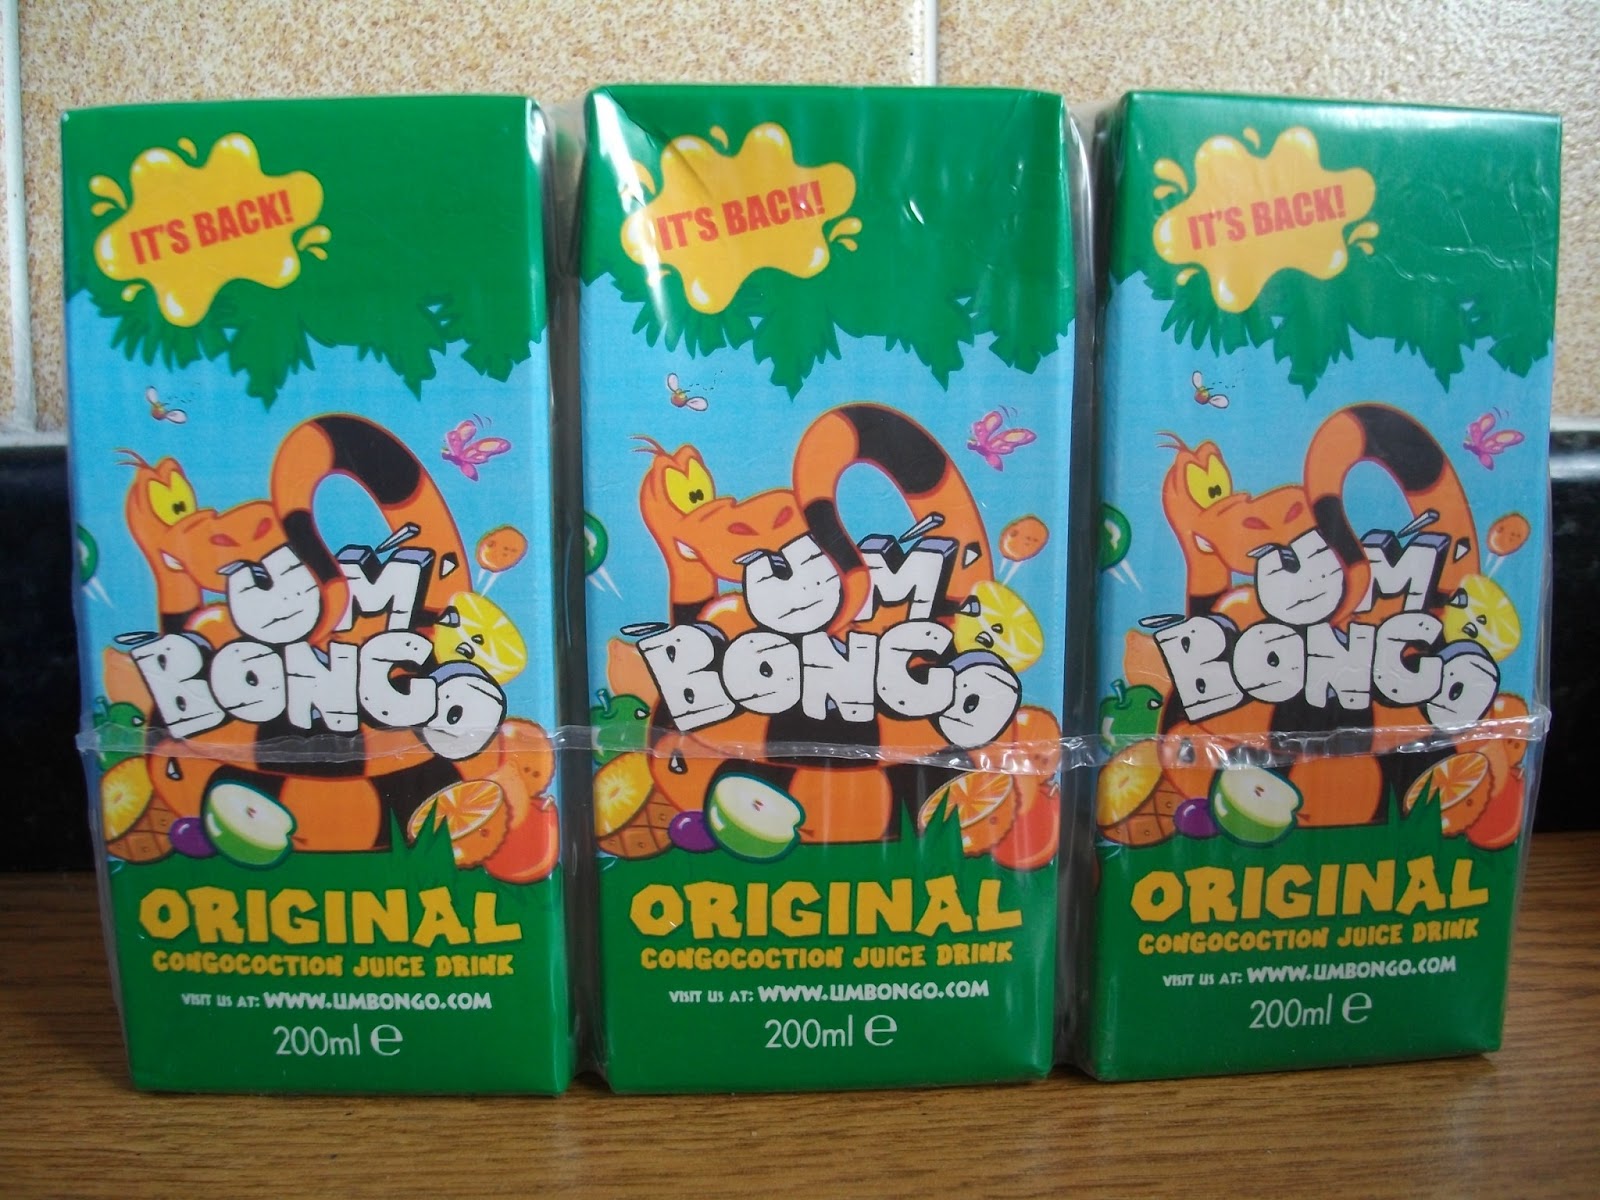 IT'S BACK!
UM
BONGO
ORIGINAL
CONGOCOCTION JUICE DRINK
VISIT US AT: WWW.UMBONGO.COM
200ml e
IT'S BACK!
UM
BONGO
ORIGINAL
CONGOCOCTION JUICE DRINK
VISIT US AT: WWW.UMBONGO.COM
200ml e
IT'S BACK!
UM
BONGO
ORIGINAL
CONGOCOCTION JUICE DRINK
VISIT US AT: WWW.UMBONGO.COM
200ml e